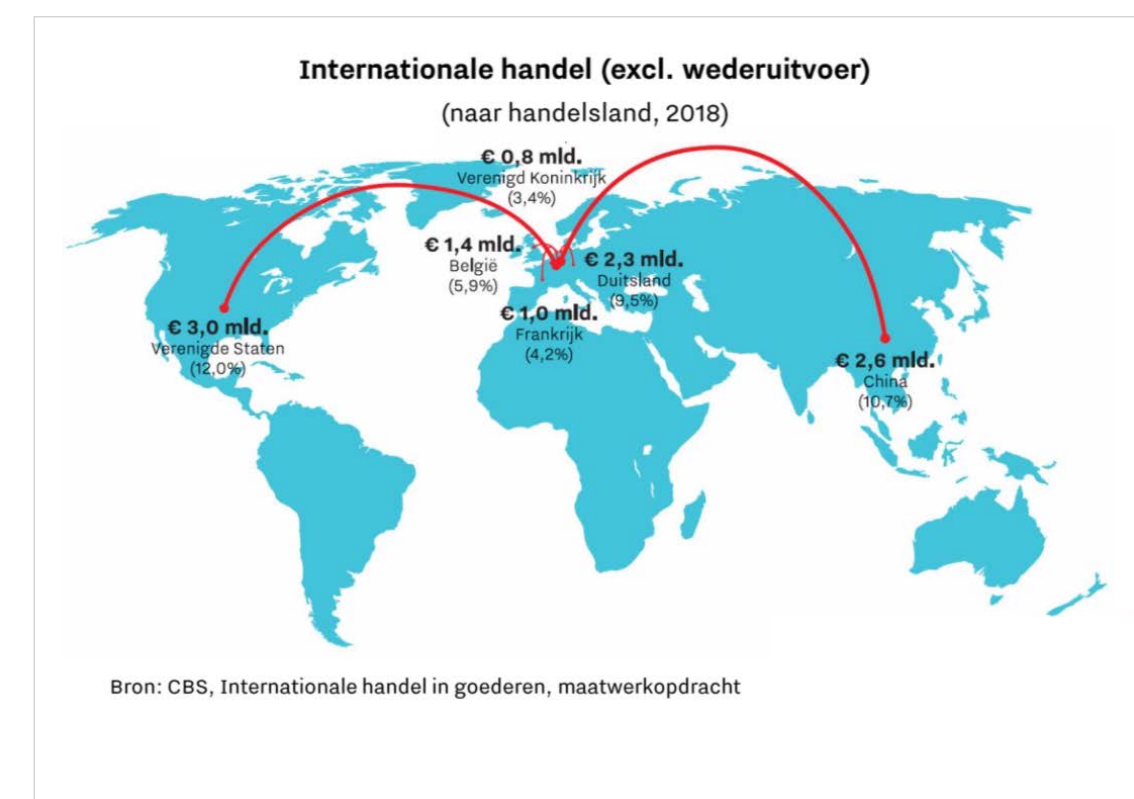 Internationale handel (excl. wederuitvoer)
(naar handelsland, 2018)
€ 0,8 mld.
Verenigd Koninkrijk
(3,4%)
€ 1,4 mld.
België
(5,9%)
€ 2,3 mld.
Duitsland
(9,5%)
€ 1,0 mld.
Frankrijk
(4,2%)
€ 3,0 mld.
Verenigde Staten
(12,0%)
€ 2,6 mld.
China
(10,7%)
Bron: CBS, Internationale handel in goederen, maatwerkopdracht